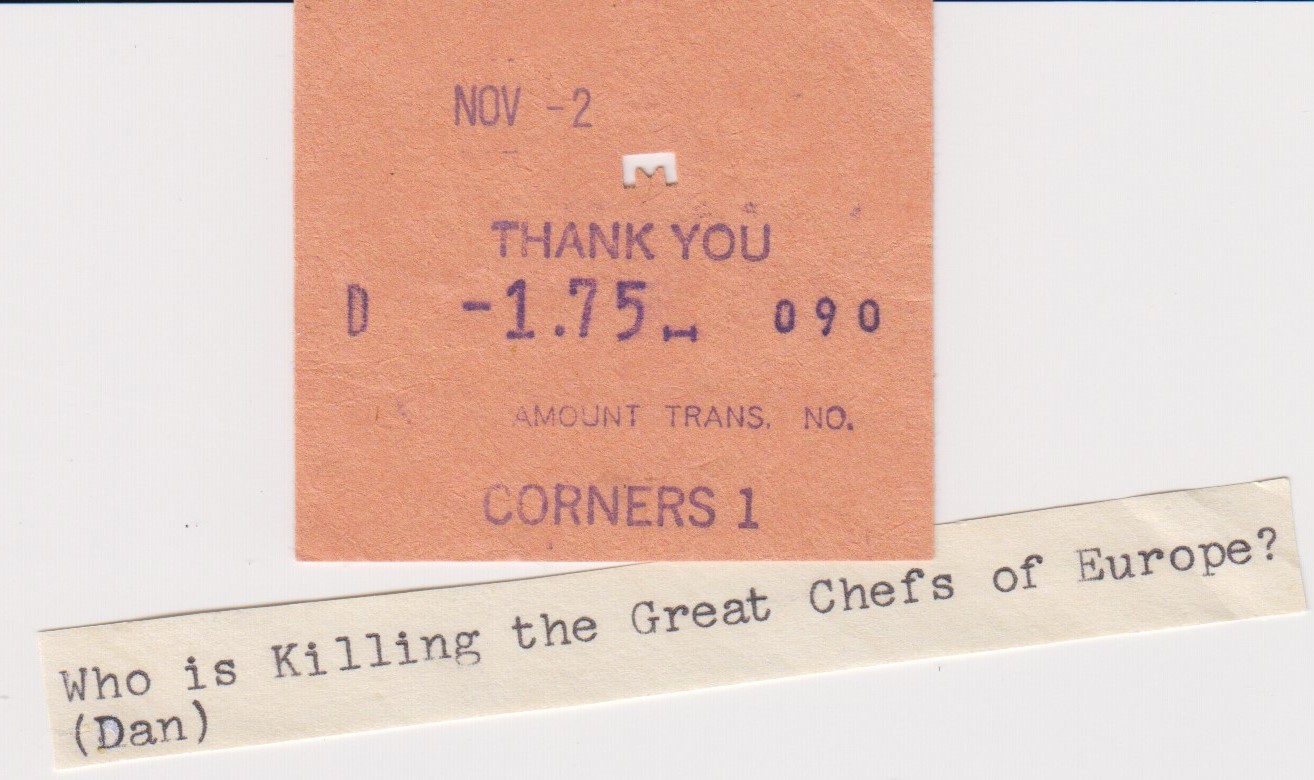 NOV -2
THANK YOU
D -1.75 090
AMOUNT TRANS. NO.
CORNERS 1
Who is Killing the Great Chefs of Europe?
(Dan)